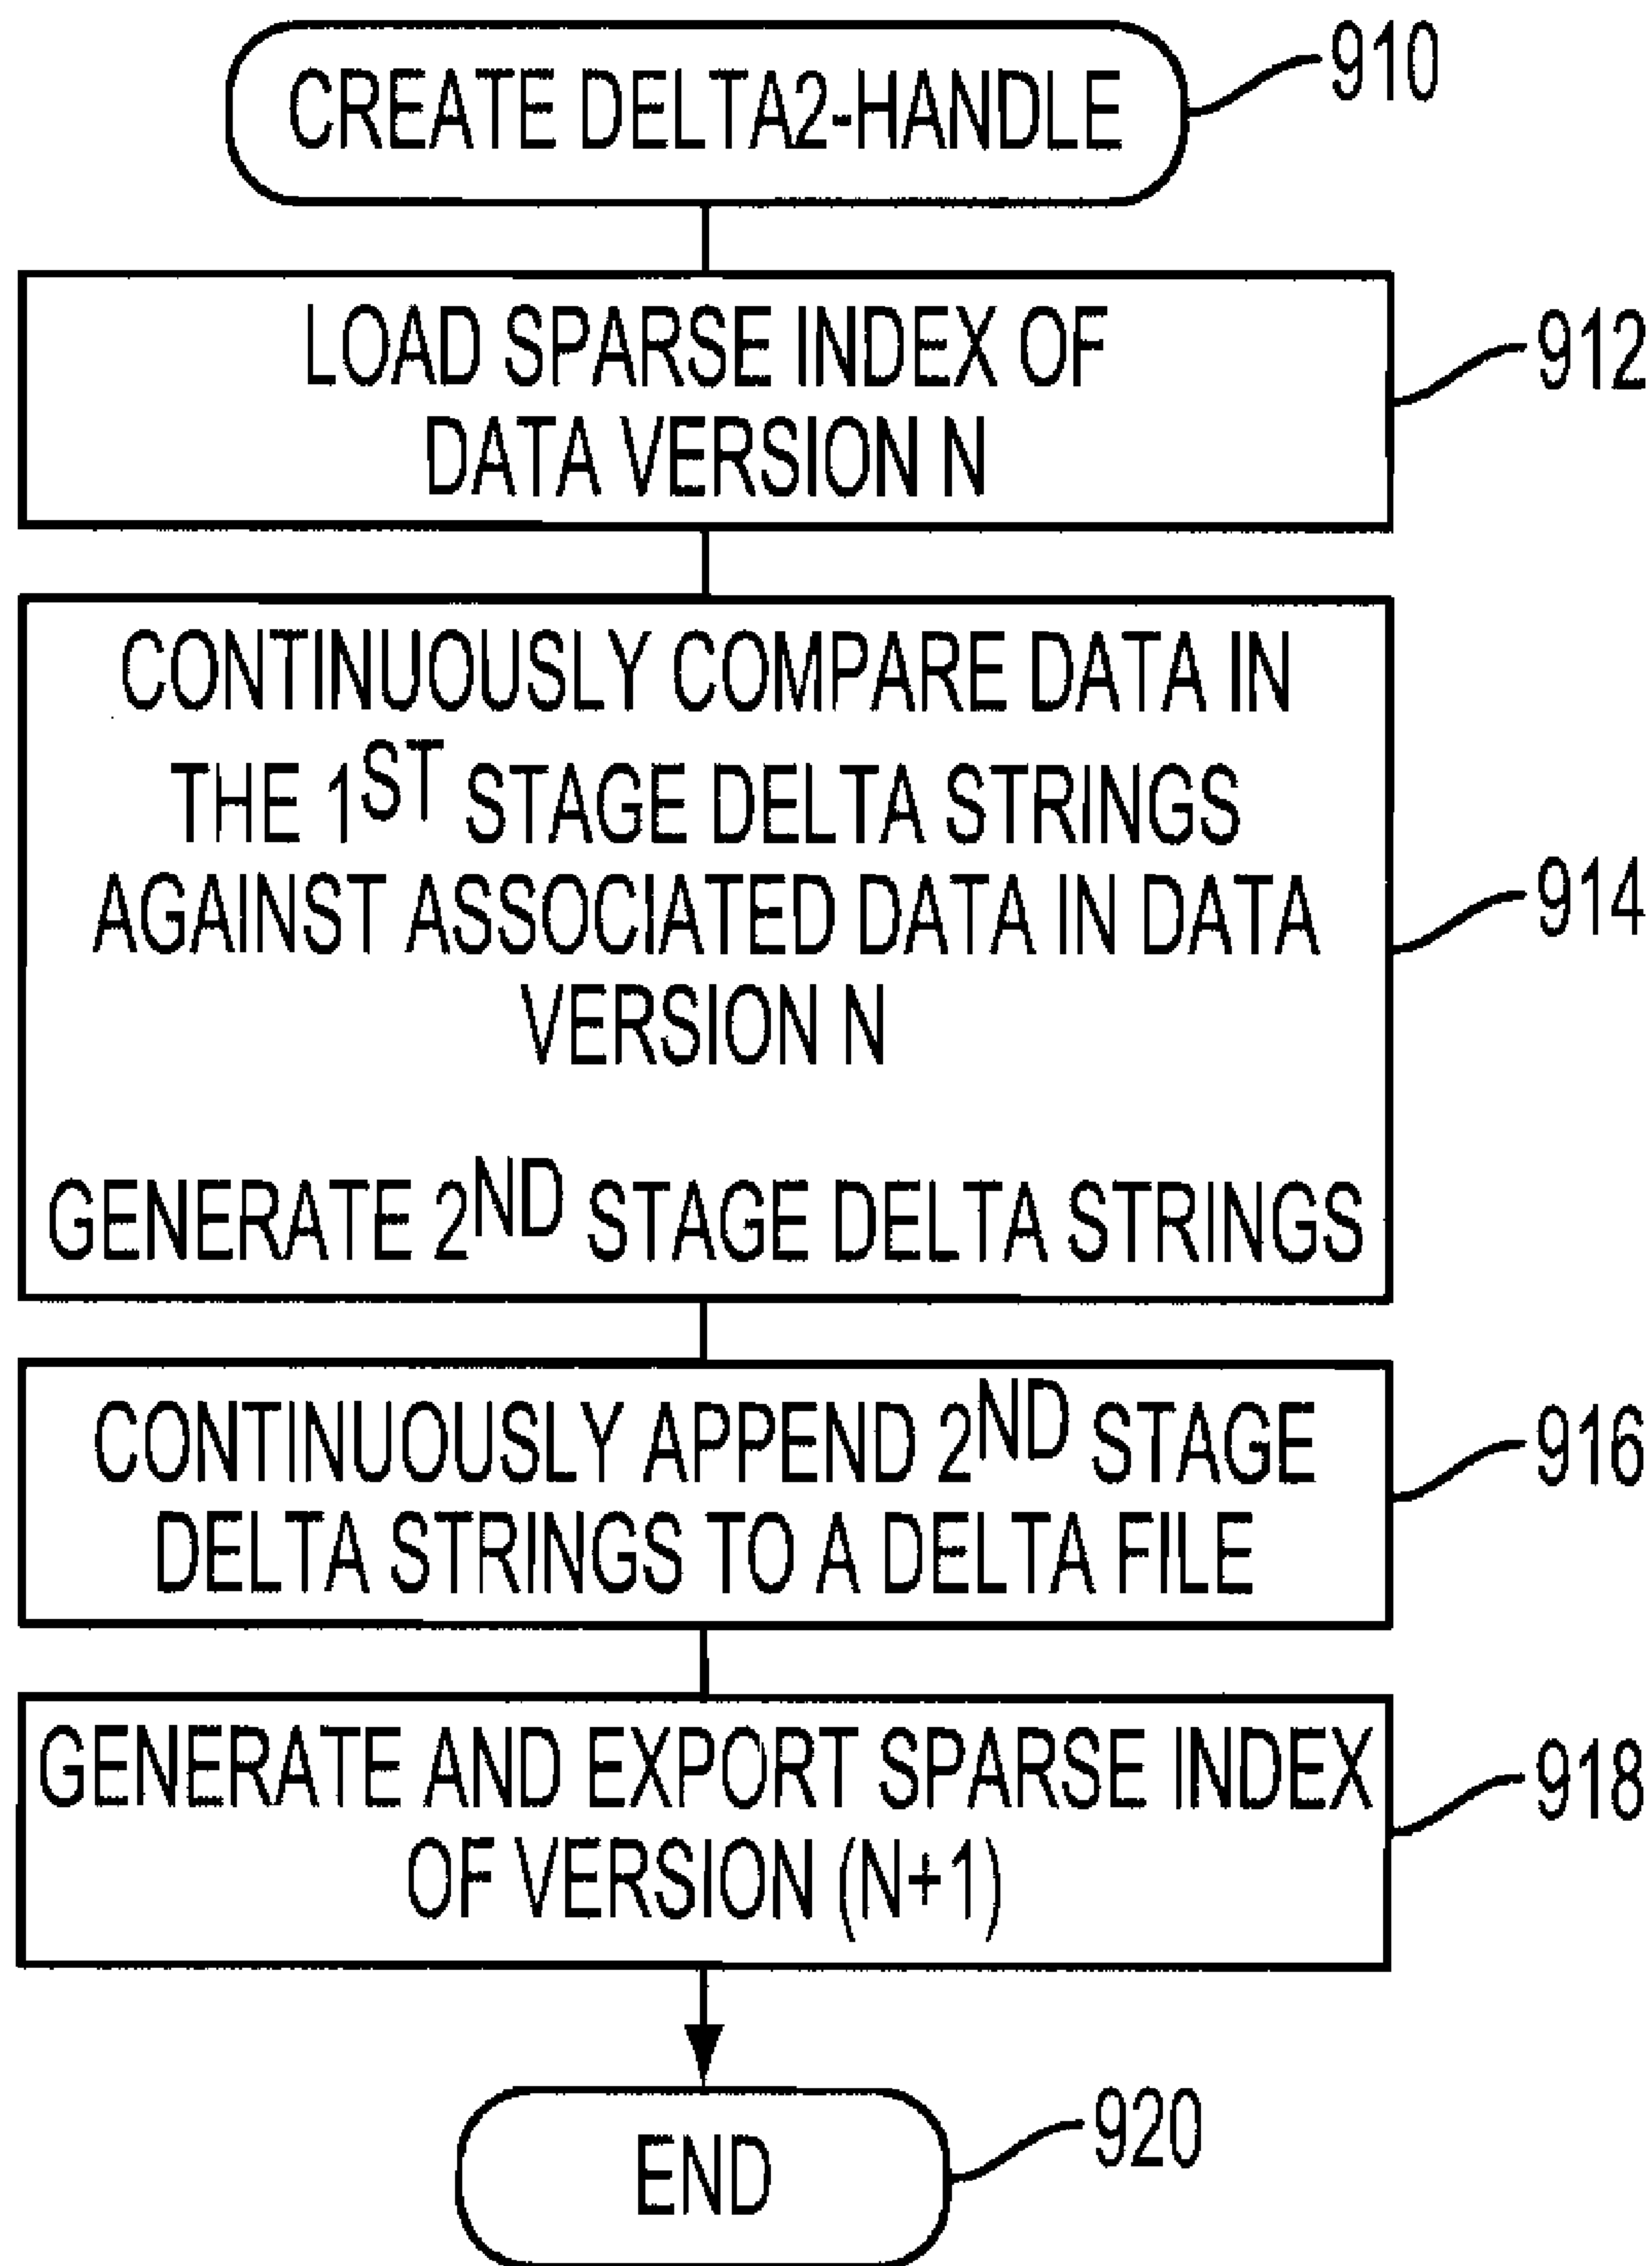 CREATE DELTA2-HANDLE
910
LOAD SPARSE INDEX OF
DATA VERSION N
912
CONTINUOUSLY COMPARE DATA IN
THE 1ST STAGE DELTA STRINGS
AGAINST ASSOCIATED DATA IN DATA
VERSION N
GENERATE 2ND STAGE DELTA STRINGS
914
CONTINUOUSLY APPEND 2ND STAGE
DELTA STRINGS TO A DELTA FILE
916
GENERATE AND EXPORT SPARSE INDEX
OF VERSION (N+1)
918
END
920